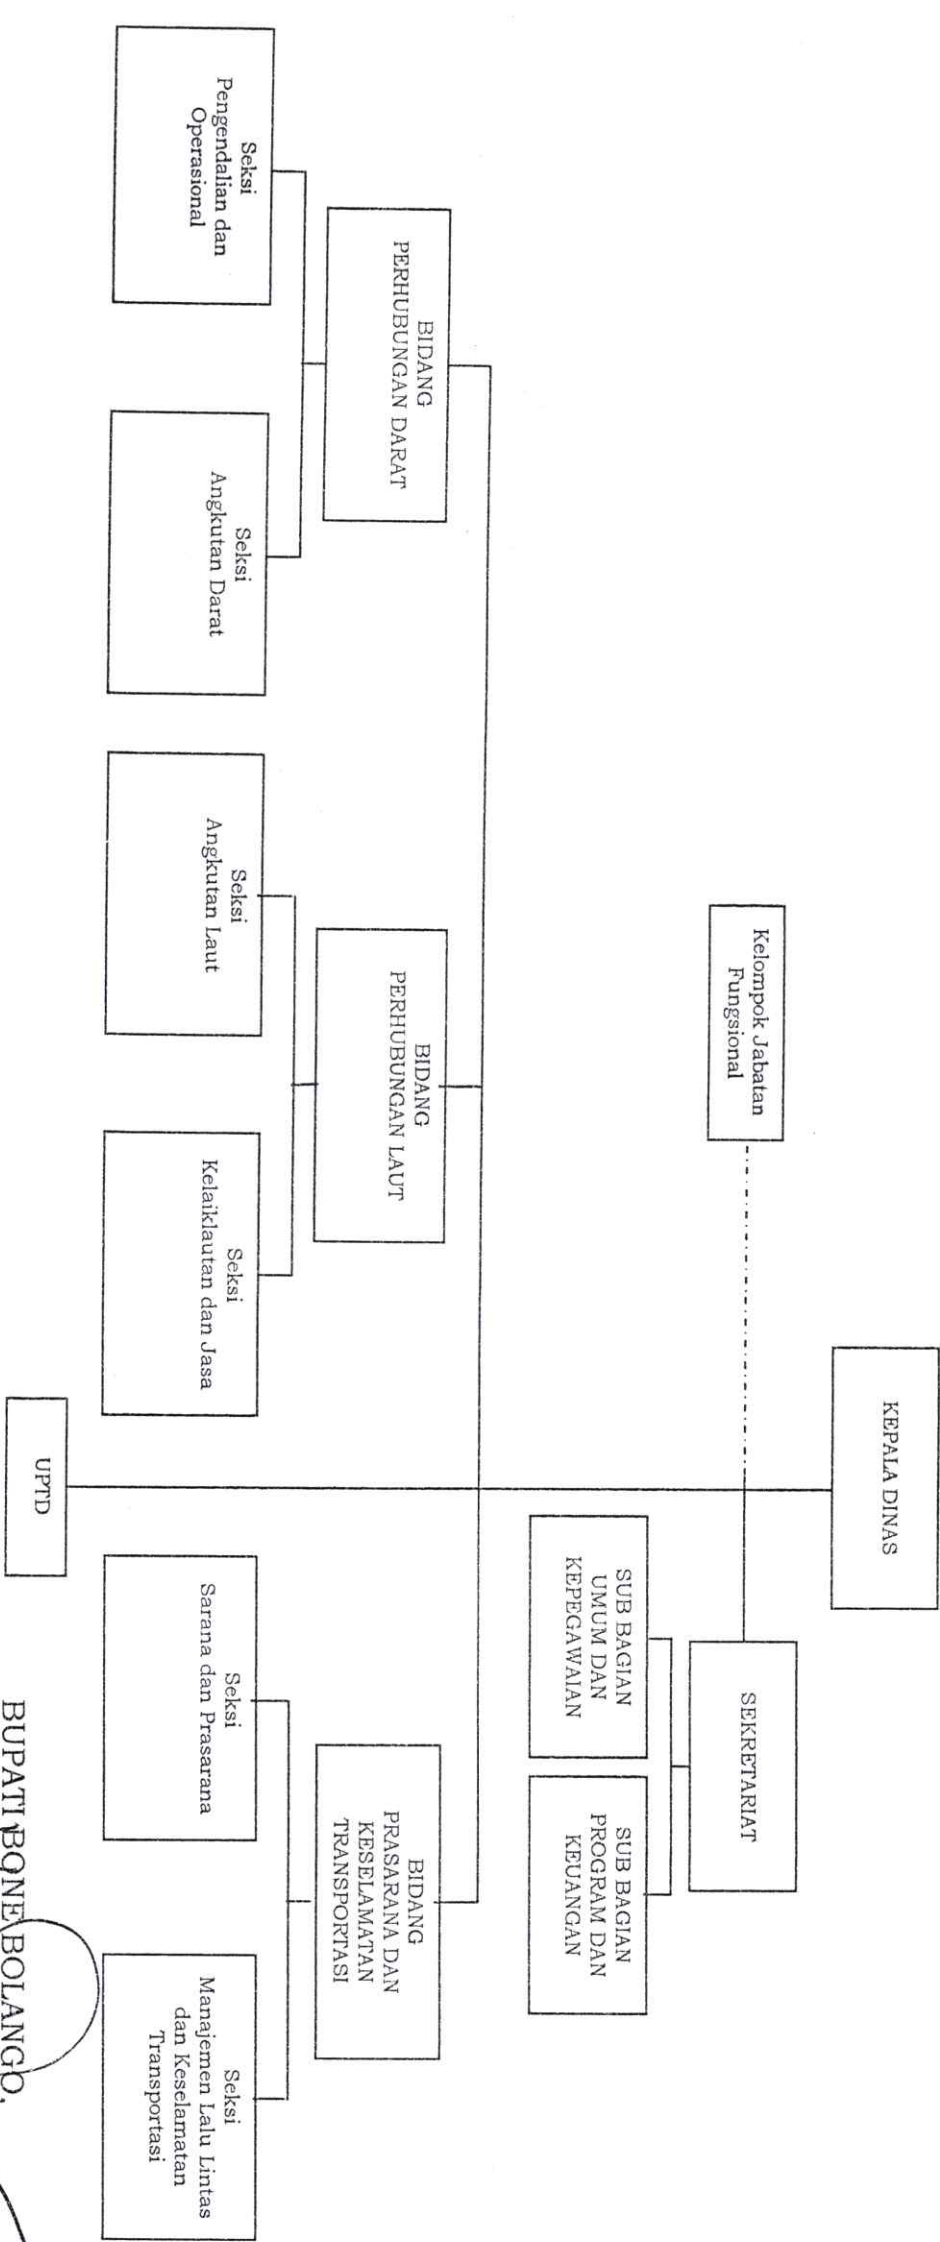 KEPALA DINAS
Kelompok Jabatan
Fungsional
SEKRETARIAT
SUB BAGIAN
UMUM DAN
KEPEGAWAIAN
SUB BAGIAN
PROGRAM DAN
KEUANGAN
BIDANG
PERHUBUNGAN DARAT
BIDANG
PERHUBUNGAN LAUT
BIDANG
PRASARANA DAN
KESELAMATAN
TRANSPORTASI
Seksi
Pengendalian dan
Operasional
Seksi
Angkutan Darat
Seksi
Angkutan Laut
Seksi
Kelaiklautan dan Jasa
Seksi
Sarana dan Prasarana
Seksi
Manajemen Lalu Lintas
dan Keselamatan
Transportasi
UPTD
BUPATI BONE BOLANGO,